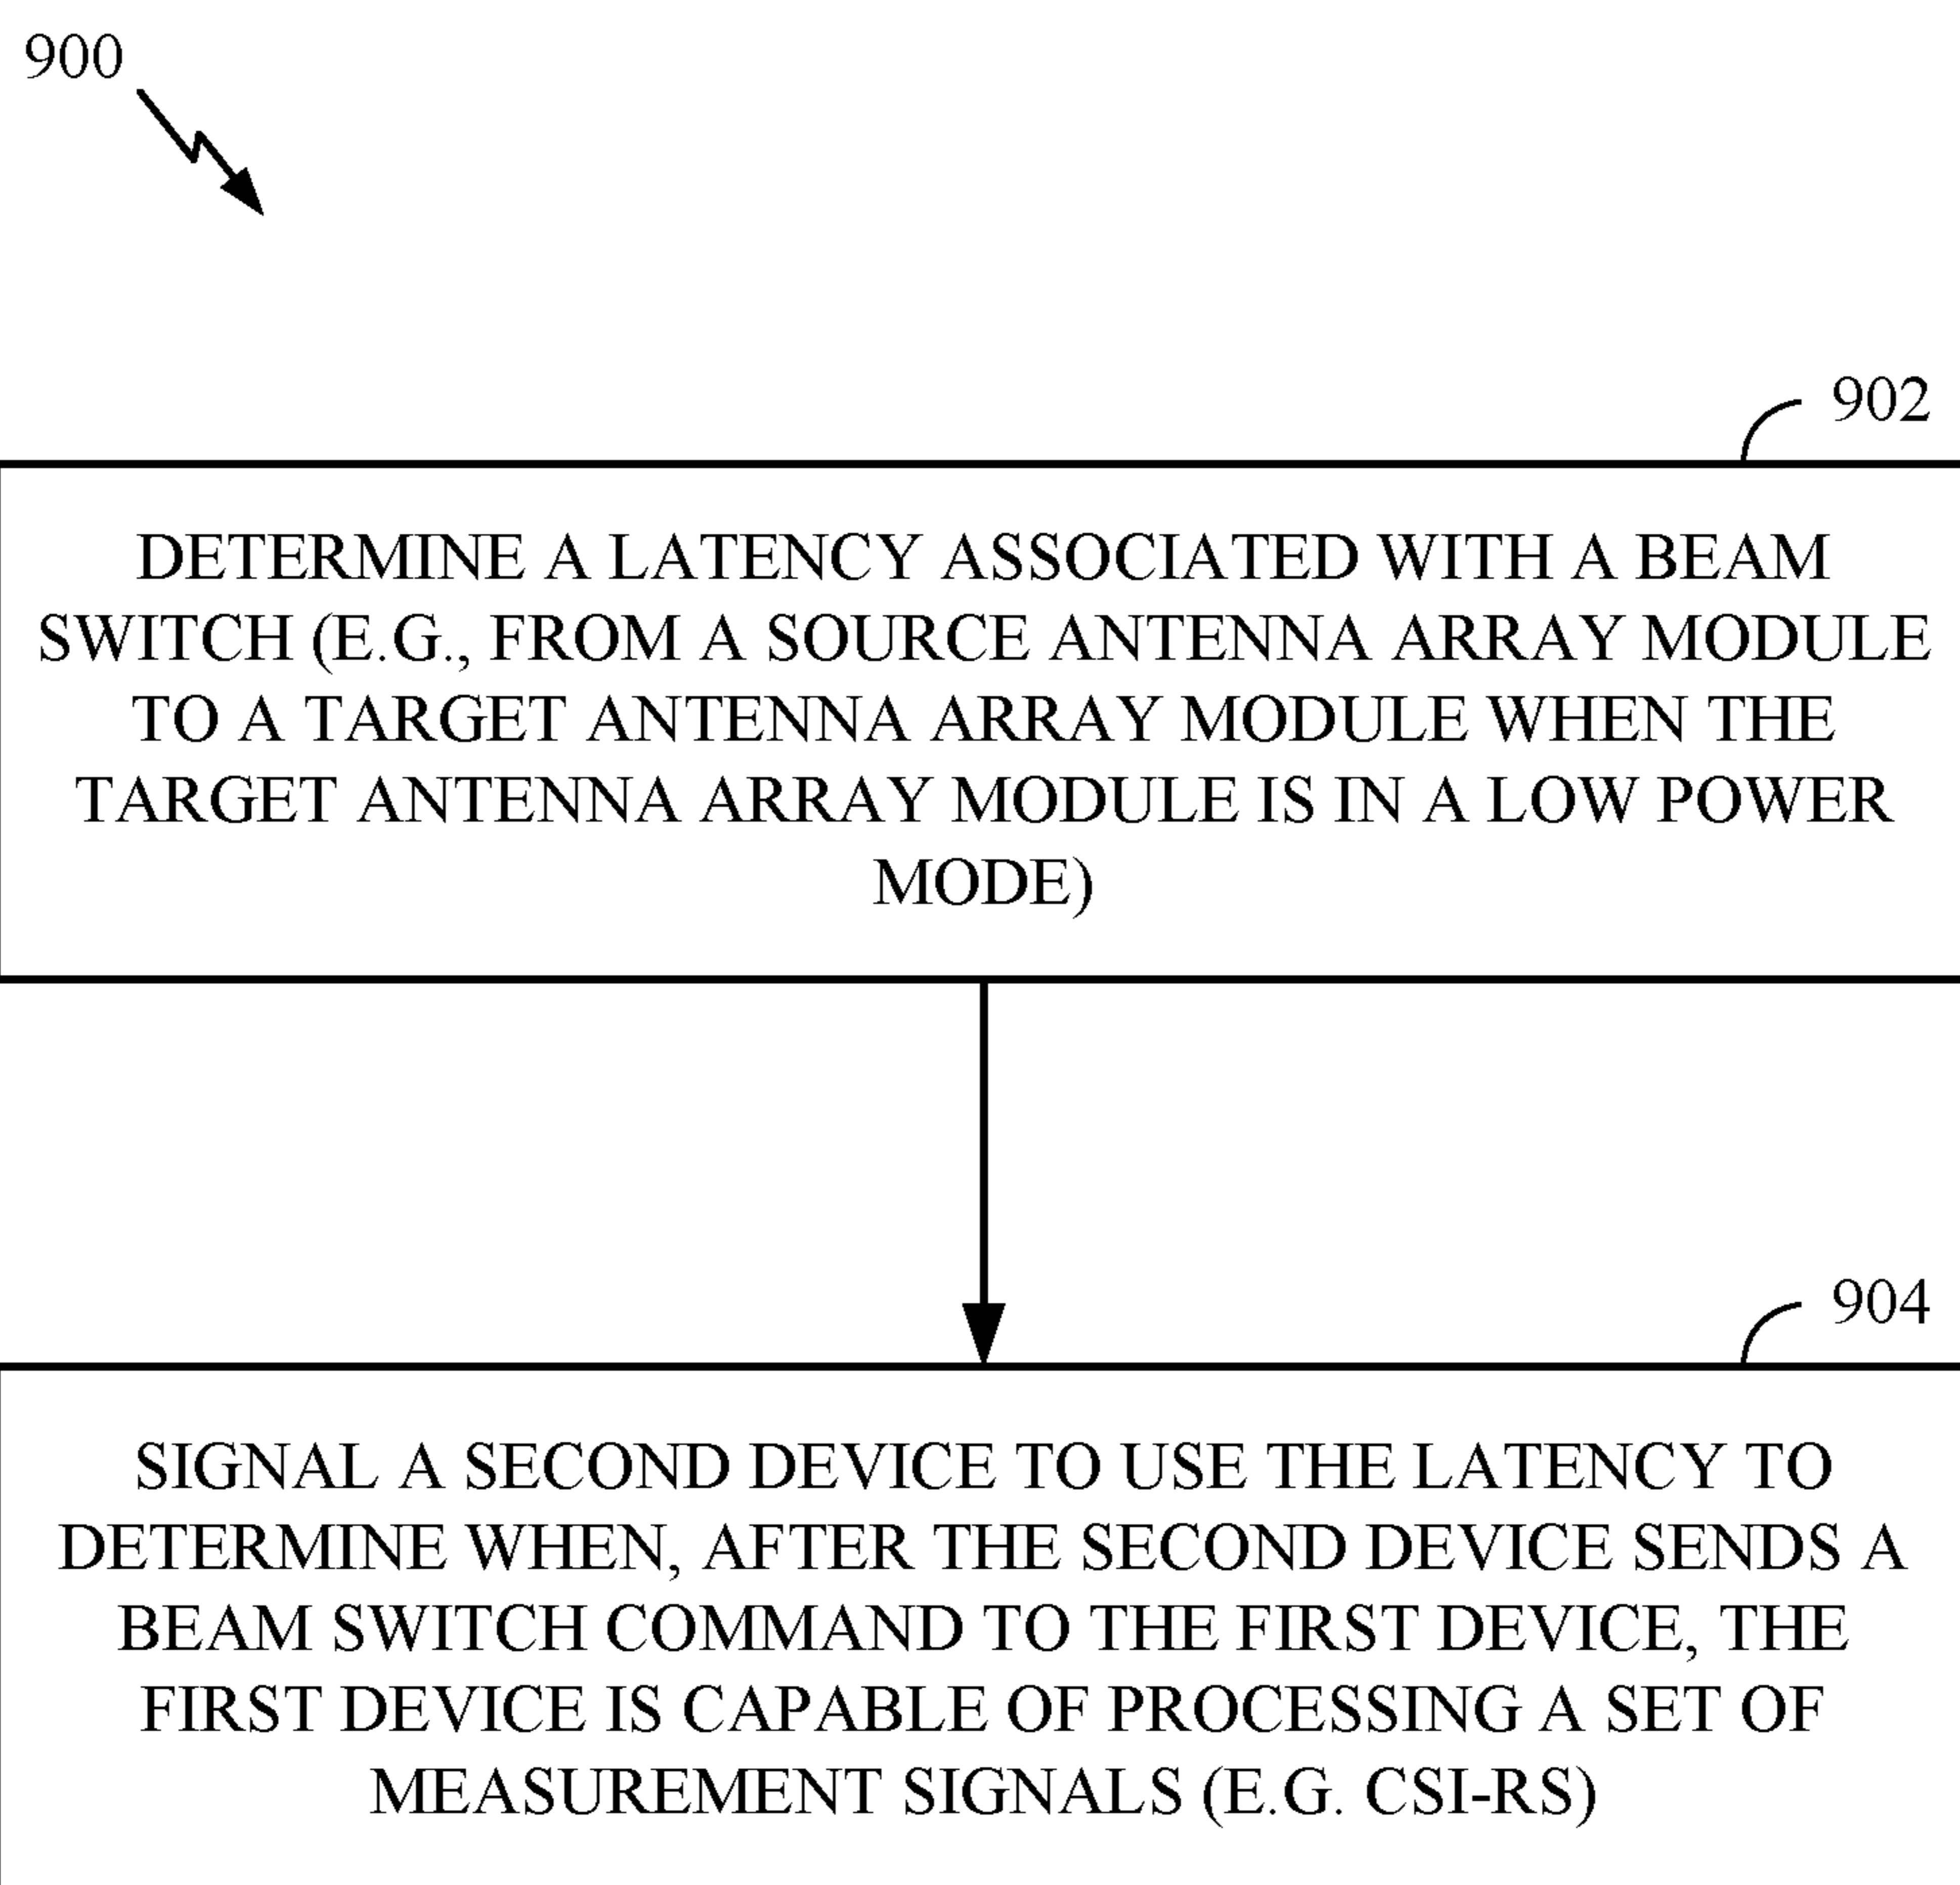 900
902
DETERMINE A LATENCY ASSOCIATED WITH A BEAM
SWITCH (E.G., FROM A SOURCE ANTENNA ARRAY MODULE
TO A TARGET ANTENNA ARRAY MODULE WHEN THE
TARGET ANTENNA ARRAY MODULE IS IN A LOW POWER
MODE)
904
SIGNAL A SECOND DEVICE TO USE THE LATENCY TO
DETERMINE WHEN, AFTER THE SECOND DEVICE SENDS A
BEAM SWITCH COMMAND TO THE FIRST DEVICE, THE
FIRST DEVICE IS CAPABLE OF PROCESSING A SET OF
MEASUREMENT SIGNALS (E.G. CSI-RS)